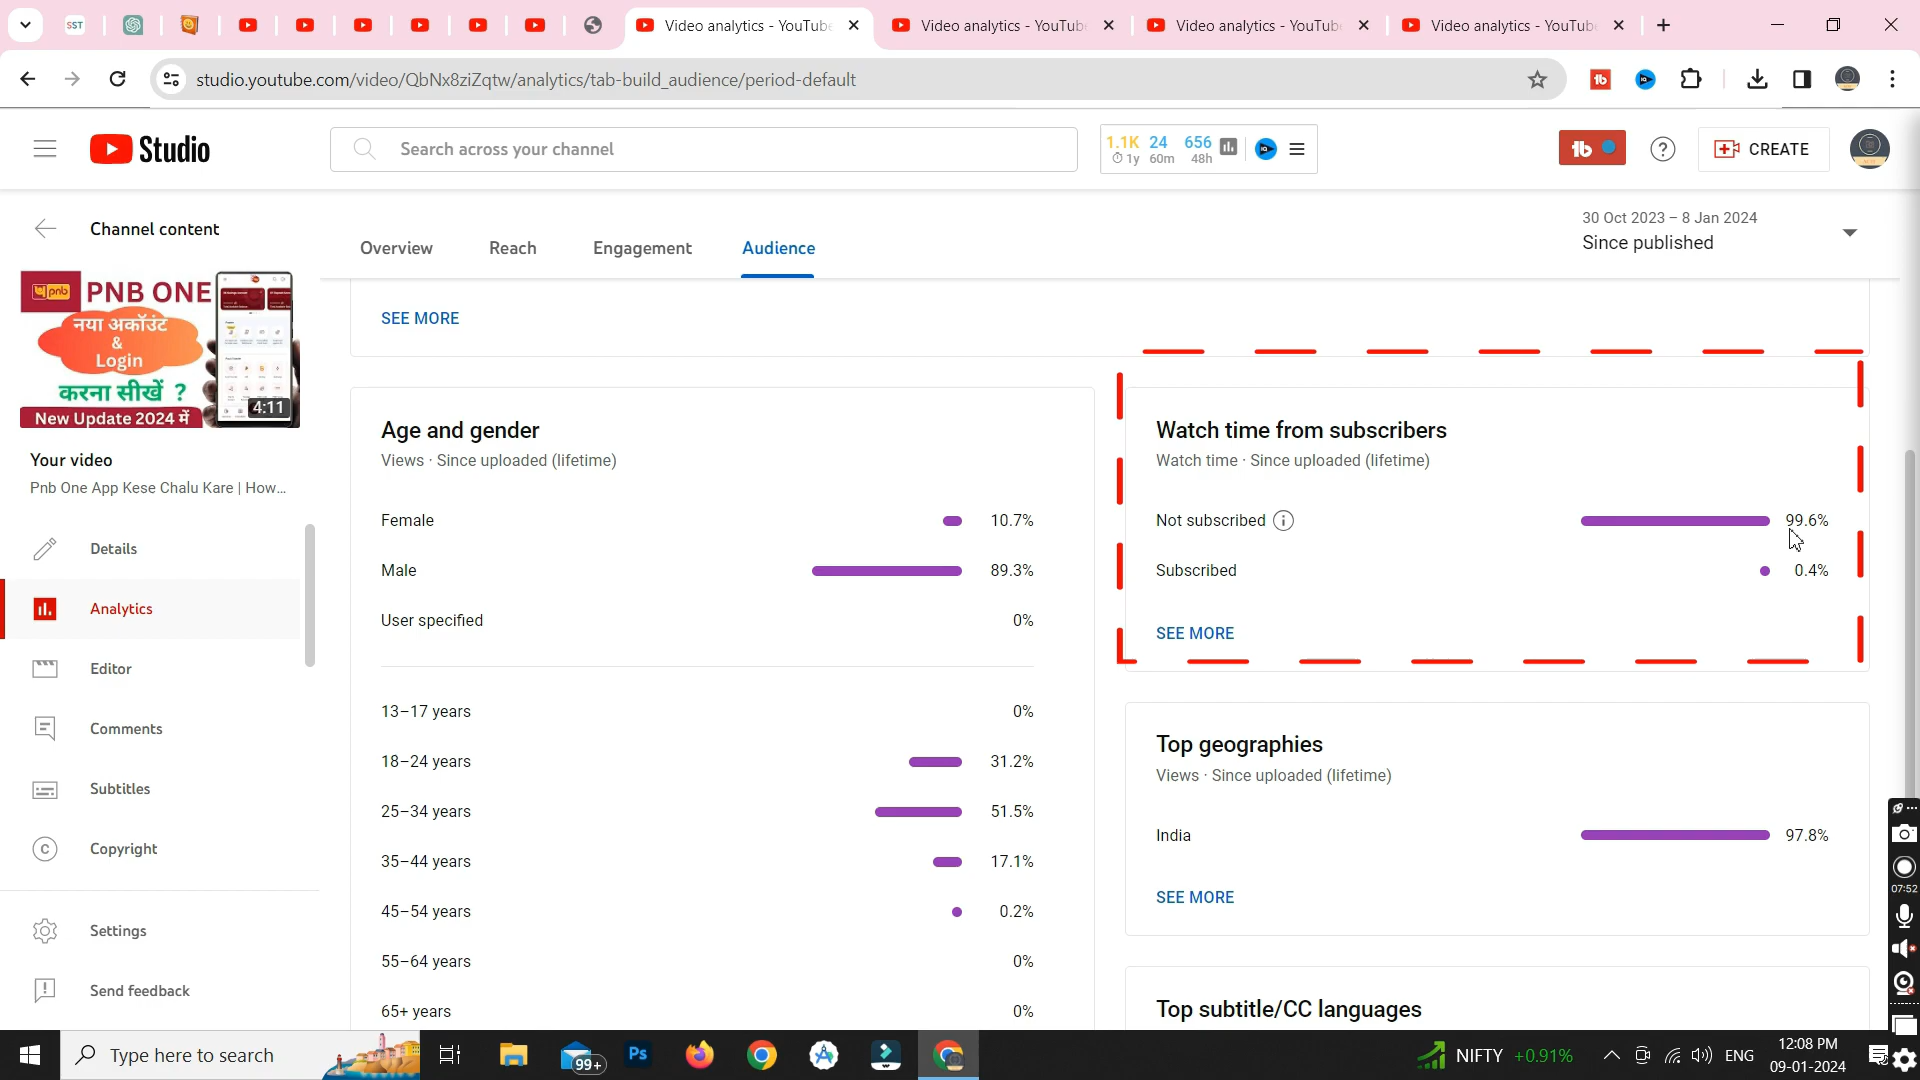 SST
Video analytics - YouTube
Video analytics - YouTube
Video analytics - YouTube
Video analytics - YouTube
studio.youtube.com/video/QbNx8ziZqtw/analytics/tab-build_audience/period-default
Studio
Search across your channel
1.1K 24 656
1y 60m 48h
CREATE
Channel content
Overview
Reach
Engagement
Audience
30 Oct 2023 – 8 Jan 2024
Since published
pnb PNB ONE
नया अकॉउंट
&
Login
करना सीखें ?
4:11
New Update 2024 में
Your video
Pnb One App Kese Chalu Kare | How...
Details
Analytics
Editor
Comments
Subtitles
Copyright
Settings
Send feedback
SEE MORE
Age and gender
Views · Since uploaded (lifetime)
Female 10.7%
Male 89.3%
User specified 0%
13–17 years 0%
18–24 years 31.2%
25–34 years 51.5%
35–44 years 17.1%
45–54 years 0.2%
55–64 years 0%
65+ years 0%
Watch time from subscribers
Watch time · Since uploaded (lifetime)
Not subscribed 99.6%
Subscribed 0.4%
SEE MORE
Top geographies
Views · Since uploaded (lifetime)
India 97.8%
SEE MORE
Top subtitle/CC languages
07:52
Type here to search
99+
Ps
NIFTY +0.91%
ENG
12:08 PM
09-01-2024